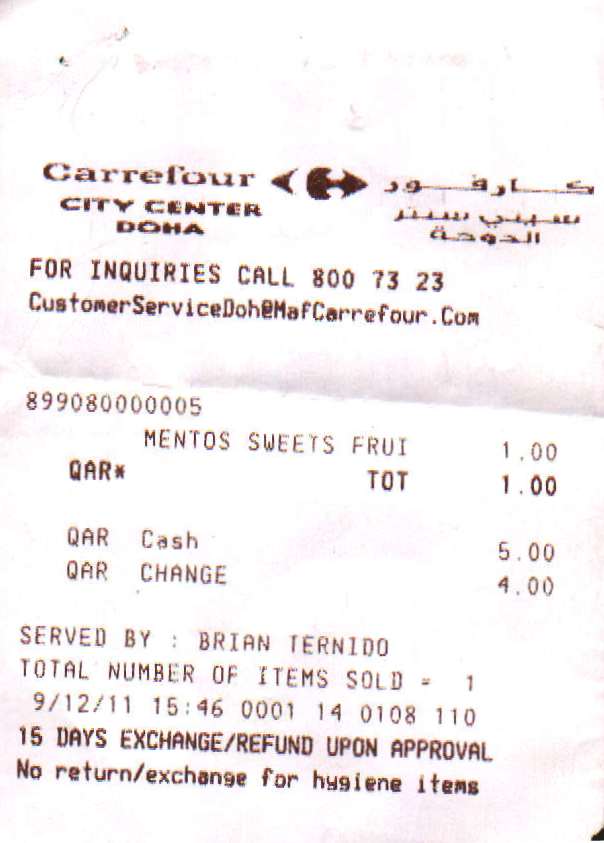 Carrefour كارفور
CITY CENTER سيتي سنتر
DOHA الدوحة
FOR INQUIRIES CALL 800 73 23
CustomerServiceDoh@MafCarrefour.Com
899080000005
MENTOS SWEETS FRUI 1.00
QAR* TOT 1.00
QAR Cash 5.00
QAR CHANGE 4.00
SERVED BY : BRIAN TERNIDO
TOTAL NUMBER OF ITEMS SOLD = 1
9/12/11 15:46 0001 14 0108 110
15 DAYS EXCHANGE/REFUND UPON APPROVAL
No return/exchange for hygiene items